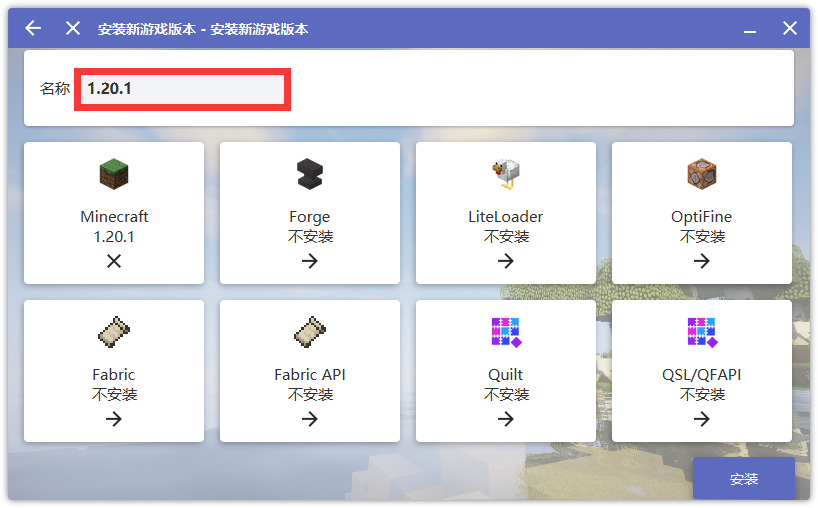 安装新游戏版本 - 安装新游戏版本
名称 1.20.1
Minecraft
1.20.1
Forge
不安装
LiteLoader
不安装
OptiFine
不安装
Fabric
不安装
Fabric API
不安装
Quilt
不安装
QSL/QFAPI
不安装
安装